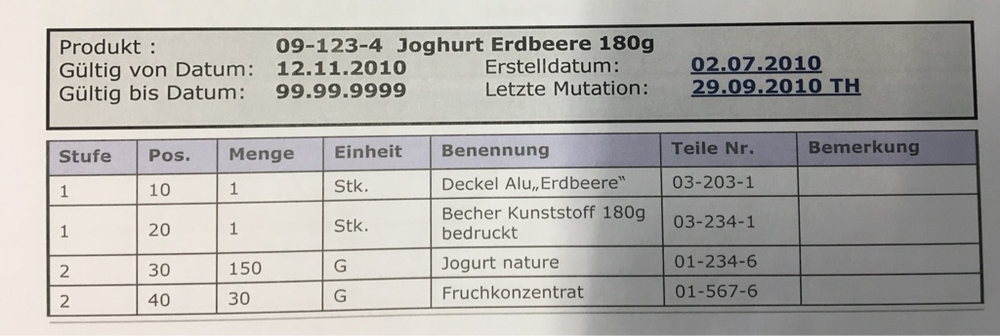 Produkt : 09-123-4 Joghurt Erdbeere 180g
Gültig von Datum: 12.11.2010 Erstelldatum: 02.07.2010
Gültig bis Datum: 99.99.9999 Letzte Mutation: 29.09.2010 TH
Stufe Pos. Menge Einheit Benennung Teile Nr. Bemerkung
1 10 1 Stk. Deckel Alu„Erdbeere“ 03-203-1
1 20 1 Stk. Becher Kunststoff 180g 03-234-1
bedruckt
2 30 150 G Jogurt nature 01-234-6
2 40 30 G Fruchkonzentrat 01-567-6